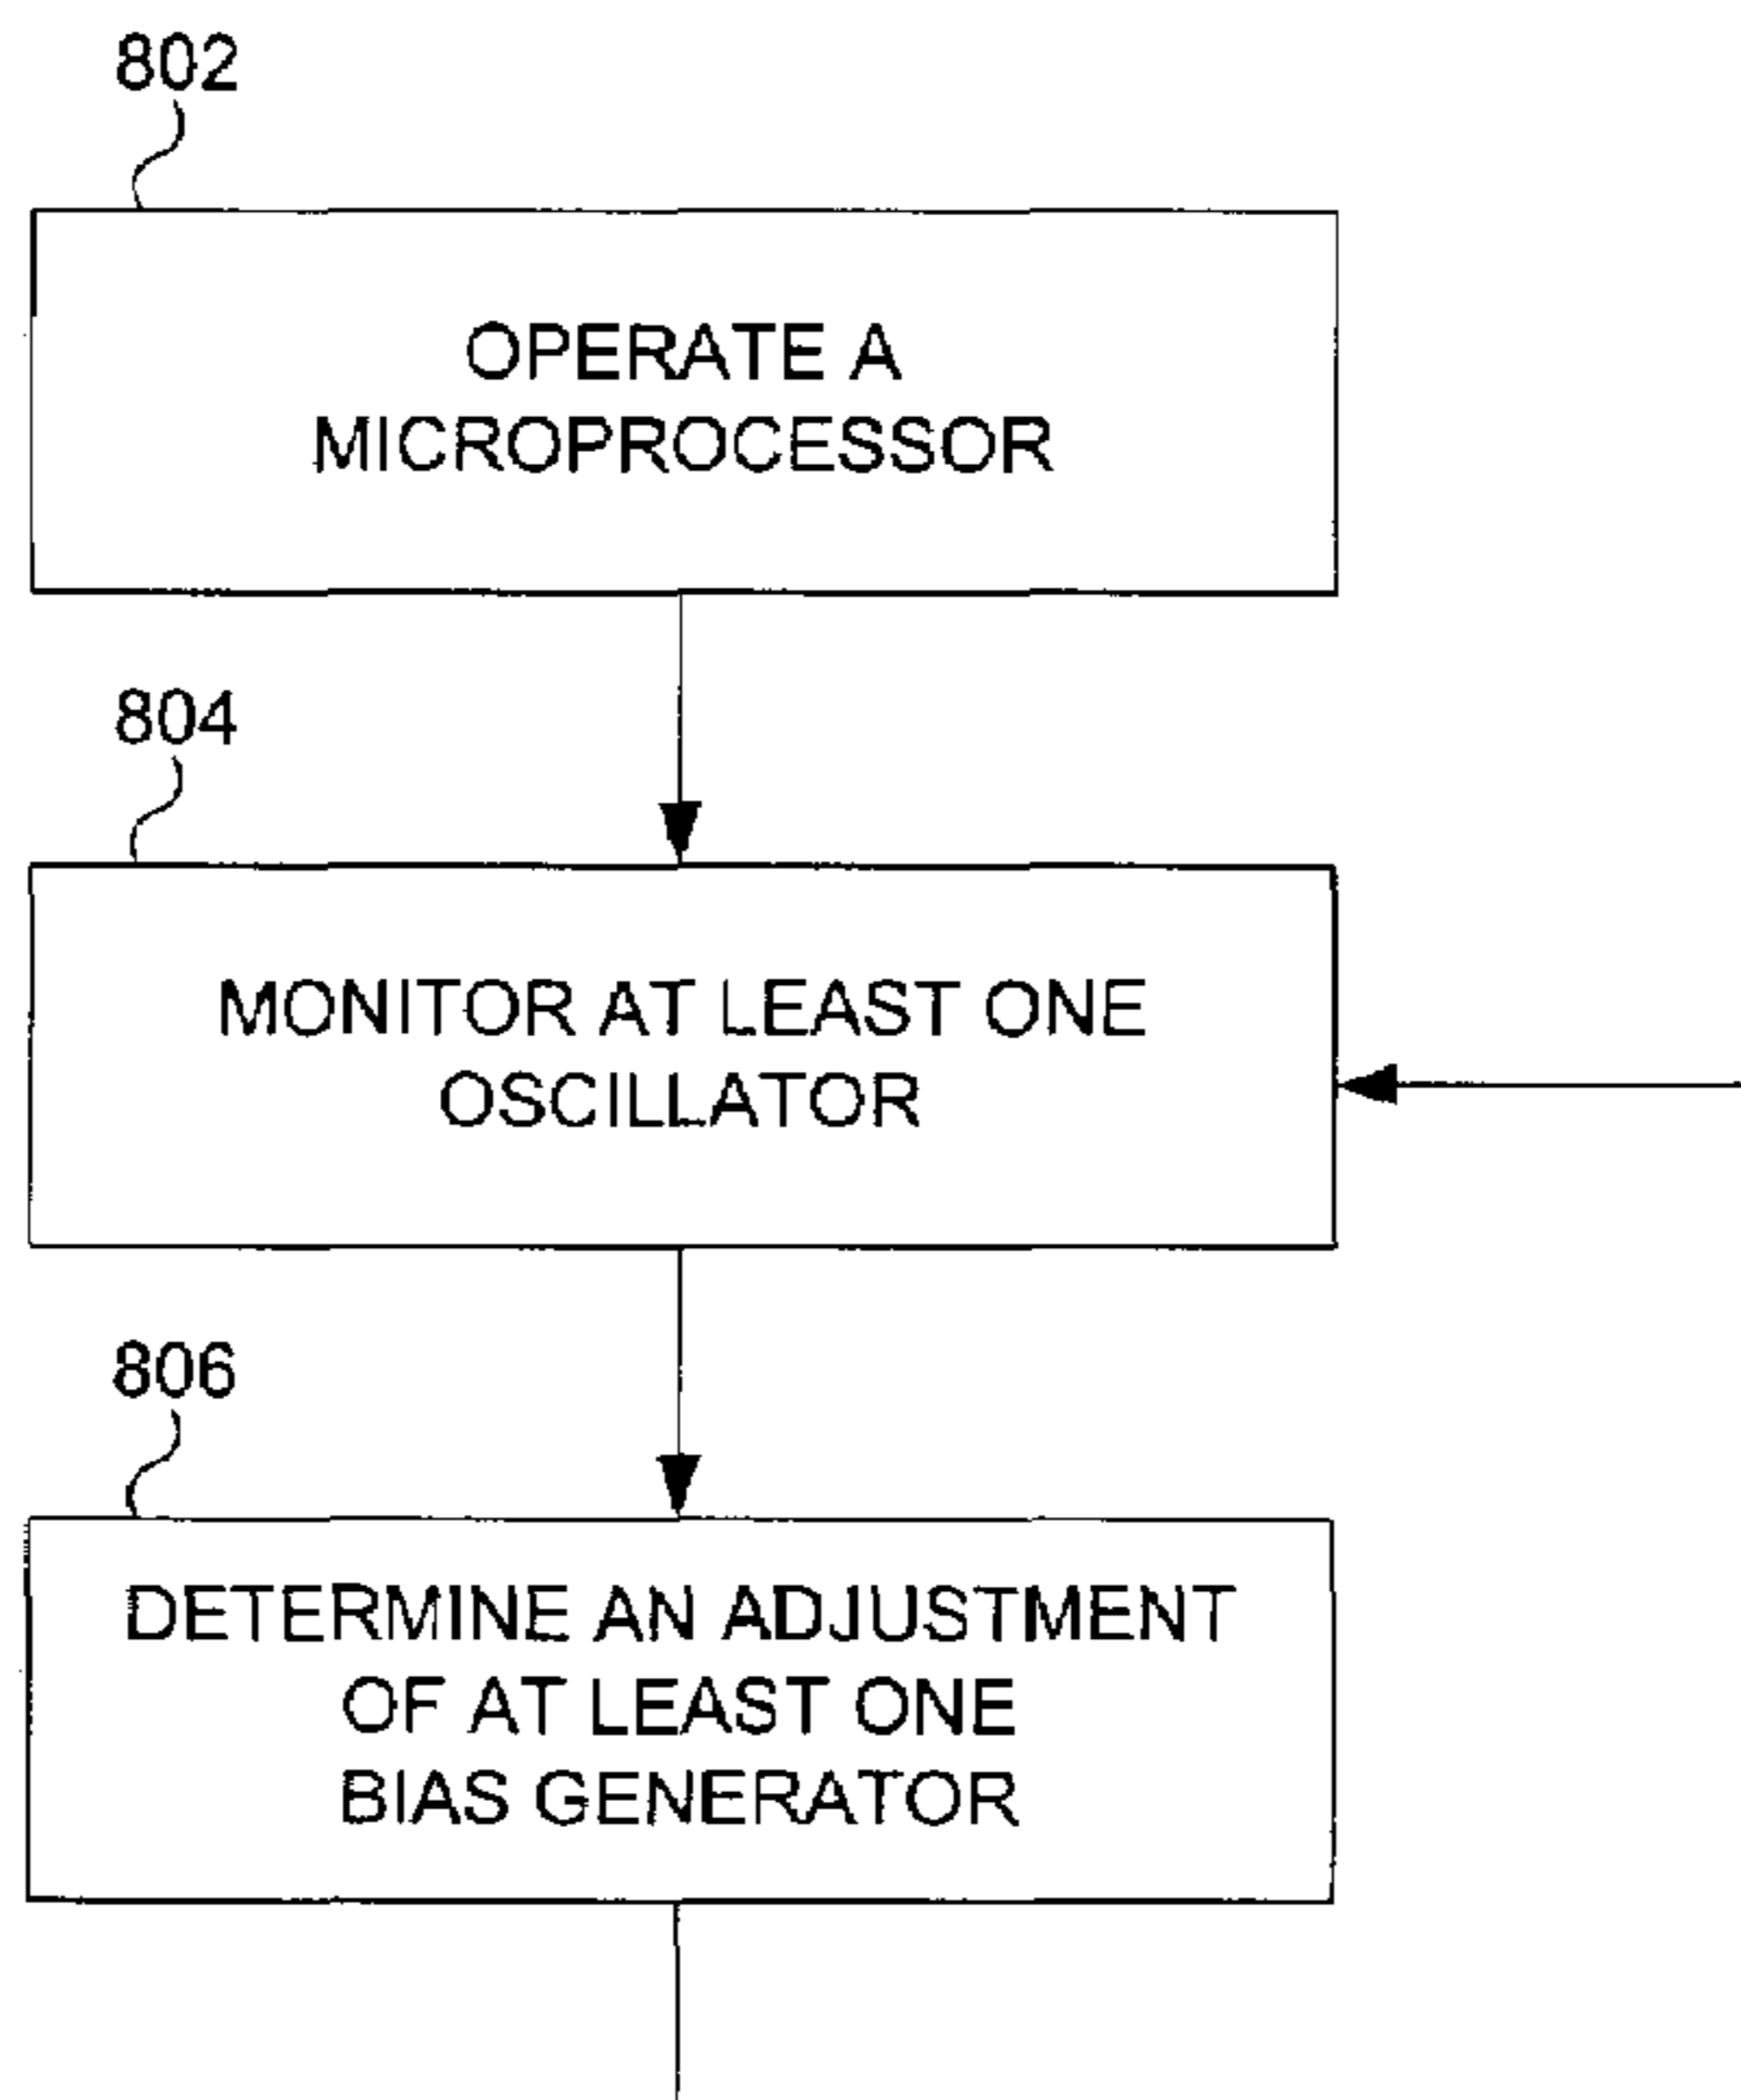 802
OPERATE A
MICROPROCESSOR
804
MONITOR AT LEAST ONE
OSCILLATOR
806
DETERMINE AN ADJUSTMENT
OF AT LEAST ONE
BIAS GENERATOR